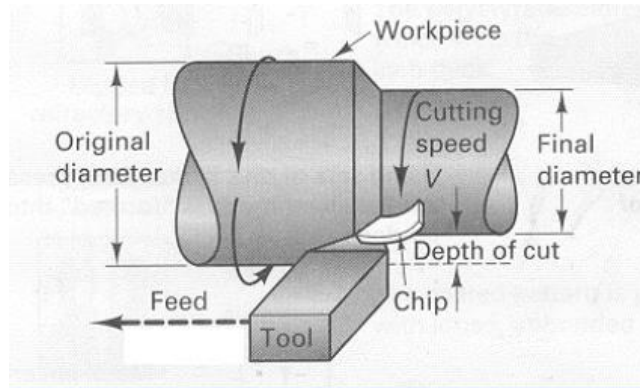 Workpiece
Original
diameter
Cutting
speed
V
Final
diameter
Depth of cut
Feed
Chip
Tool